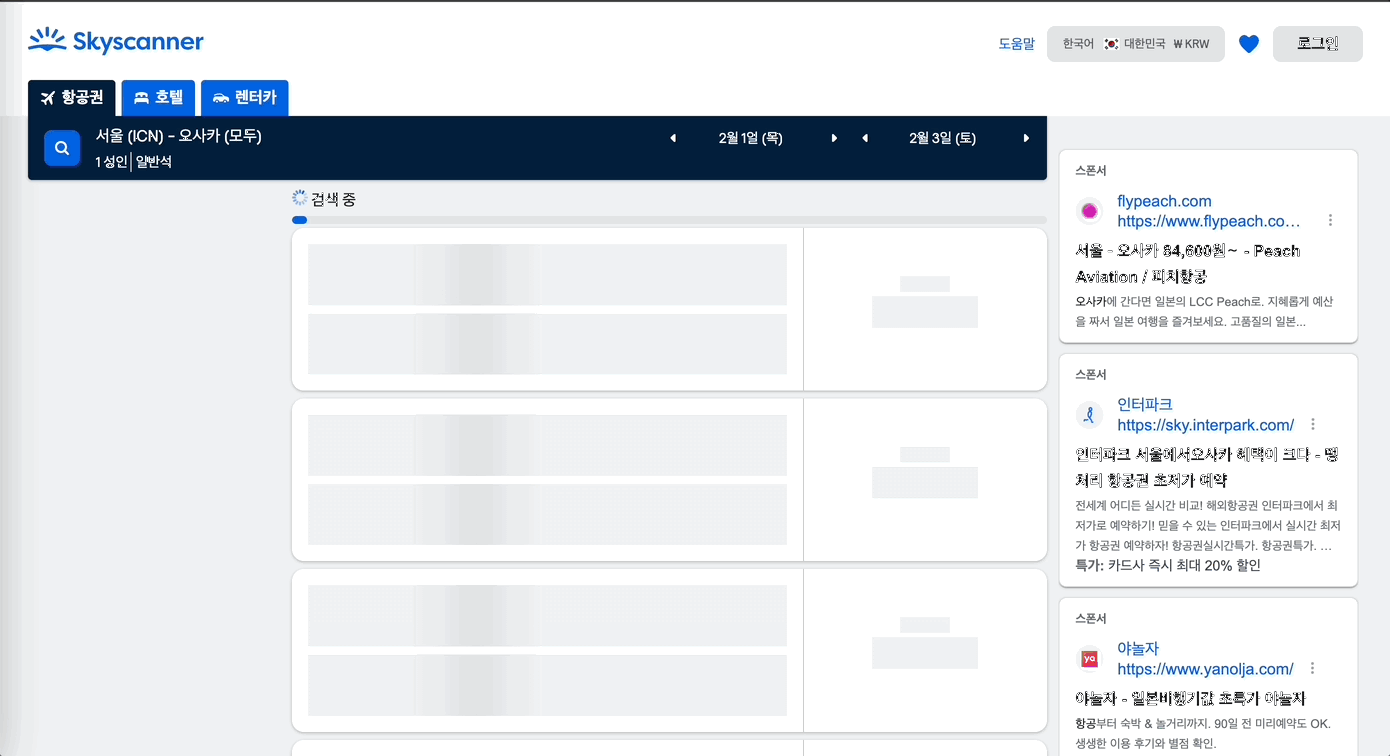 Skyscanner
도움말
한국어 대한민국 ₩ KRW
로그인
항공권
호텔
렌터카
서울 (ICN) - 오사카 (모두)
1 성인 일반석
2월 1일 (목)
2월 3일 (토)
검색 중
스폰서
flypeach.com
https://www.flypeach.co…
서울 - 오사카 84,600원~ - Peach
Aviation / 피치항공
오사카에 간다면 일본의 LCC Peach로. 지혜롭게 예산
을 짜서 일본 여행을 즐겨보세요. 고품질의 일본...
스폰서
인터파크
https://sky.interpark.com/
인터파크 서울에서오사카 혜택이 크다 - 땡
처리 항공권 초저가 예약
전세계 어디든 실시간 비교! 해외항공권 인터파크에서 최
저가로 예약하기! 믿을 수 있는 인터파크에서 실시간 최저
가 항공권 예약하자! 항공권실시간특가. 항공권특가. …
특가: 카드사 즉시 최대 20% 할인
스폰서
ya
야놀자
https://www.yanolja.com/
야놀자 - 일본비행기값 초특가 야놀자
항공부터 숙박 & 놀거리까지. 90일 전 미리예약도 OK.
생생한 이용 후기와 별점 확인.